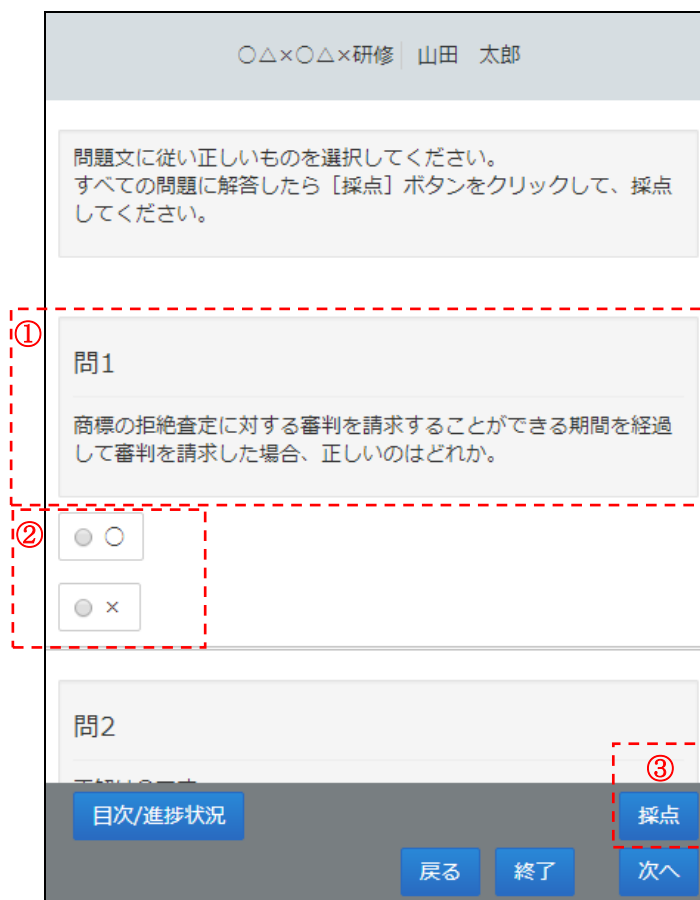 ○△×○△×研修 山田　太郎
問題文に従い正しいものを選択してください。
すべての問題に解答したら［採点］ボタンをクリックして、採点
してください。
①
問1
商標の拒絶査定に対する審判を請求することができる期間を経過
して審判を請求した場合、正しいのはどれか。
②
○
×
問2
③
目次/進捗状況
採点
戻る
終了
次へ